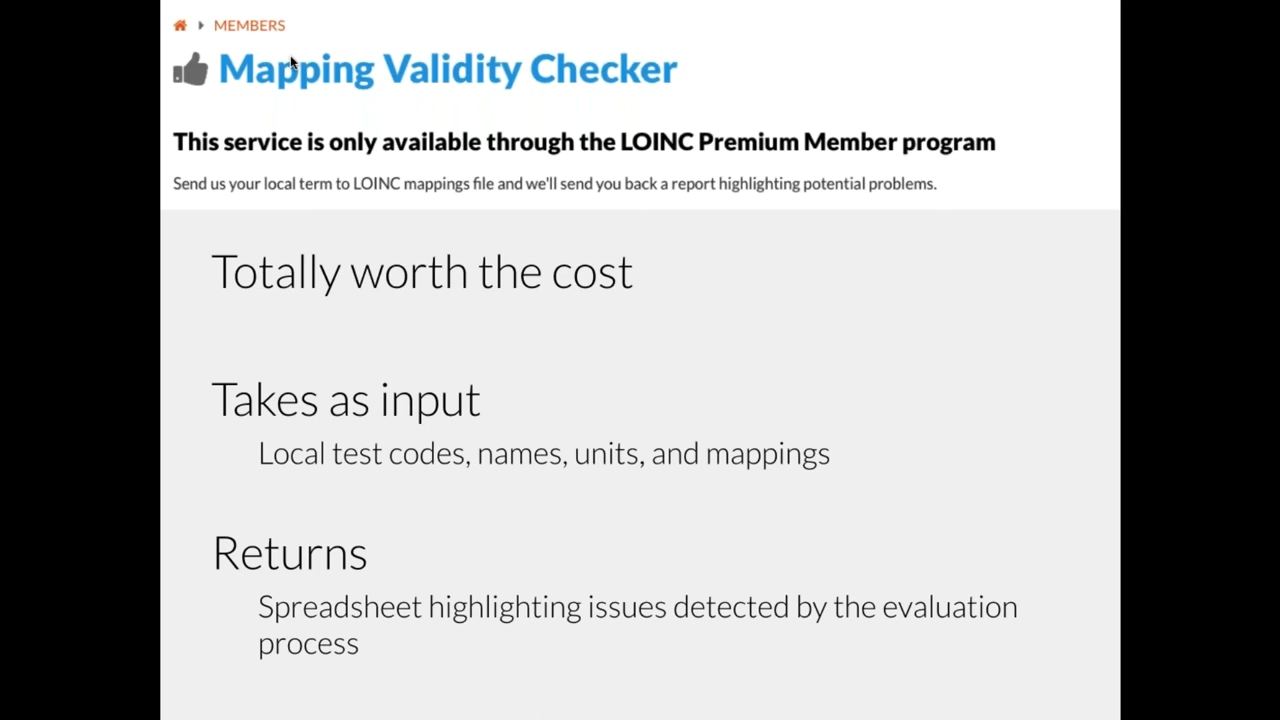 MEMBERS
Mapping Validity Checker
This service is only available through the LOINC Premium Member program
Send us your local term to LOINC mappings file and we'll send you back a report highlighting potential problems.
Totally worth the cost
Takes as input
Local test codes, names, units, and mappings
Returns
Spreadsheet highlighting issues detected by the evaluation
process